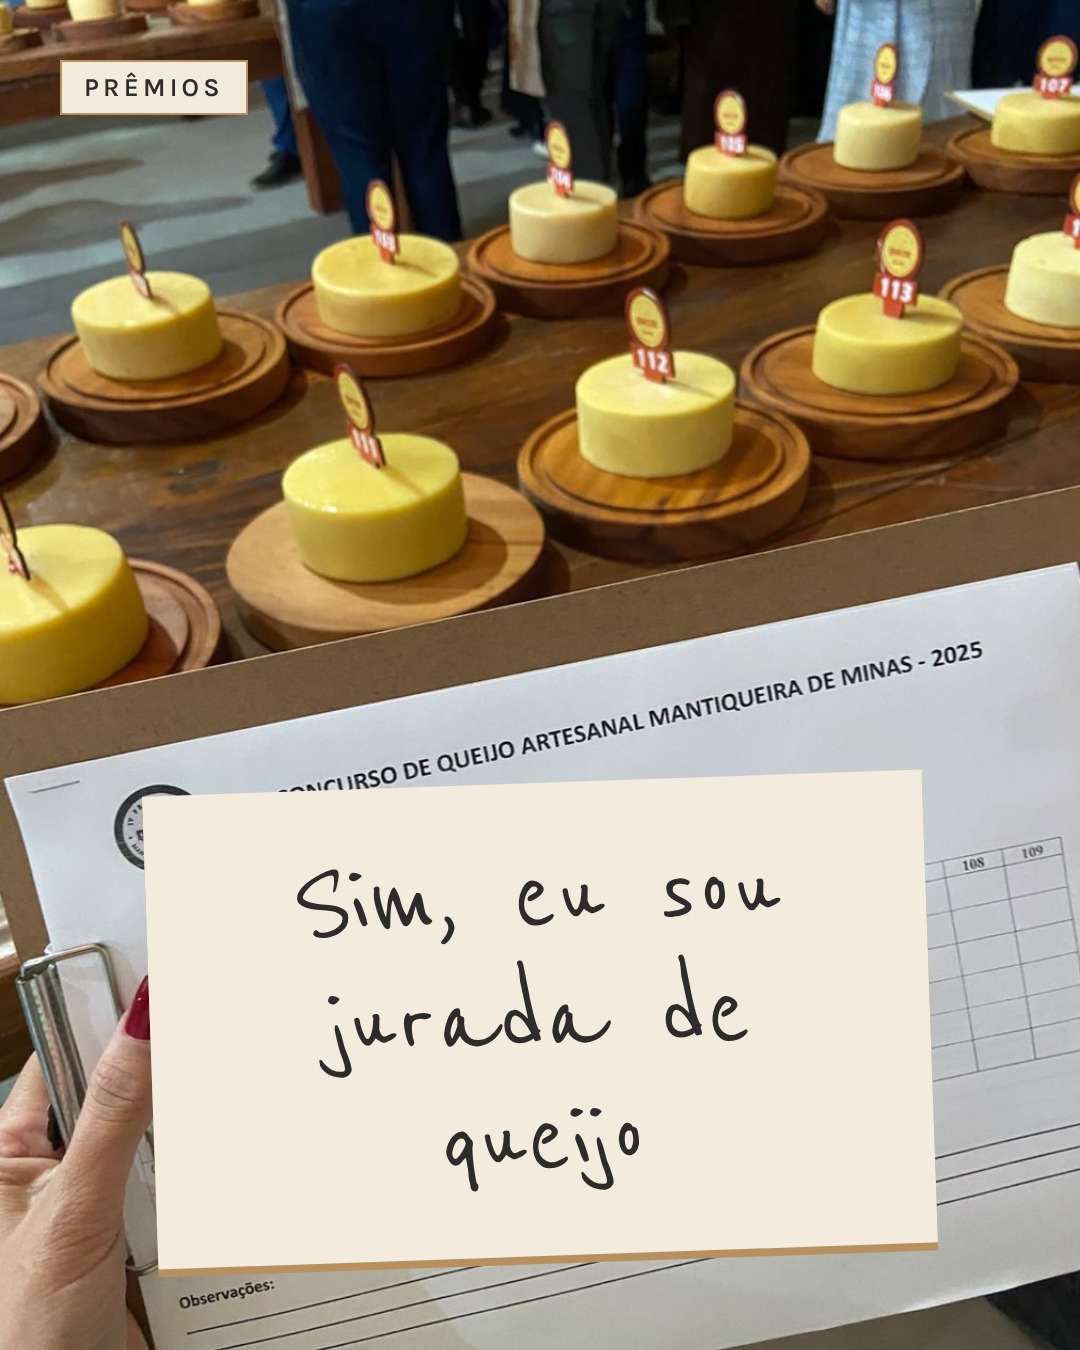 PRÊMIOS
107
113
112
111
CONCURSO DE QUEIJO ARTESANAL MANTIQUEIRA DE MINAS - 2025
108 109
Sim, eu sou
jurada de
queijo
Observações: